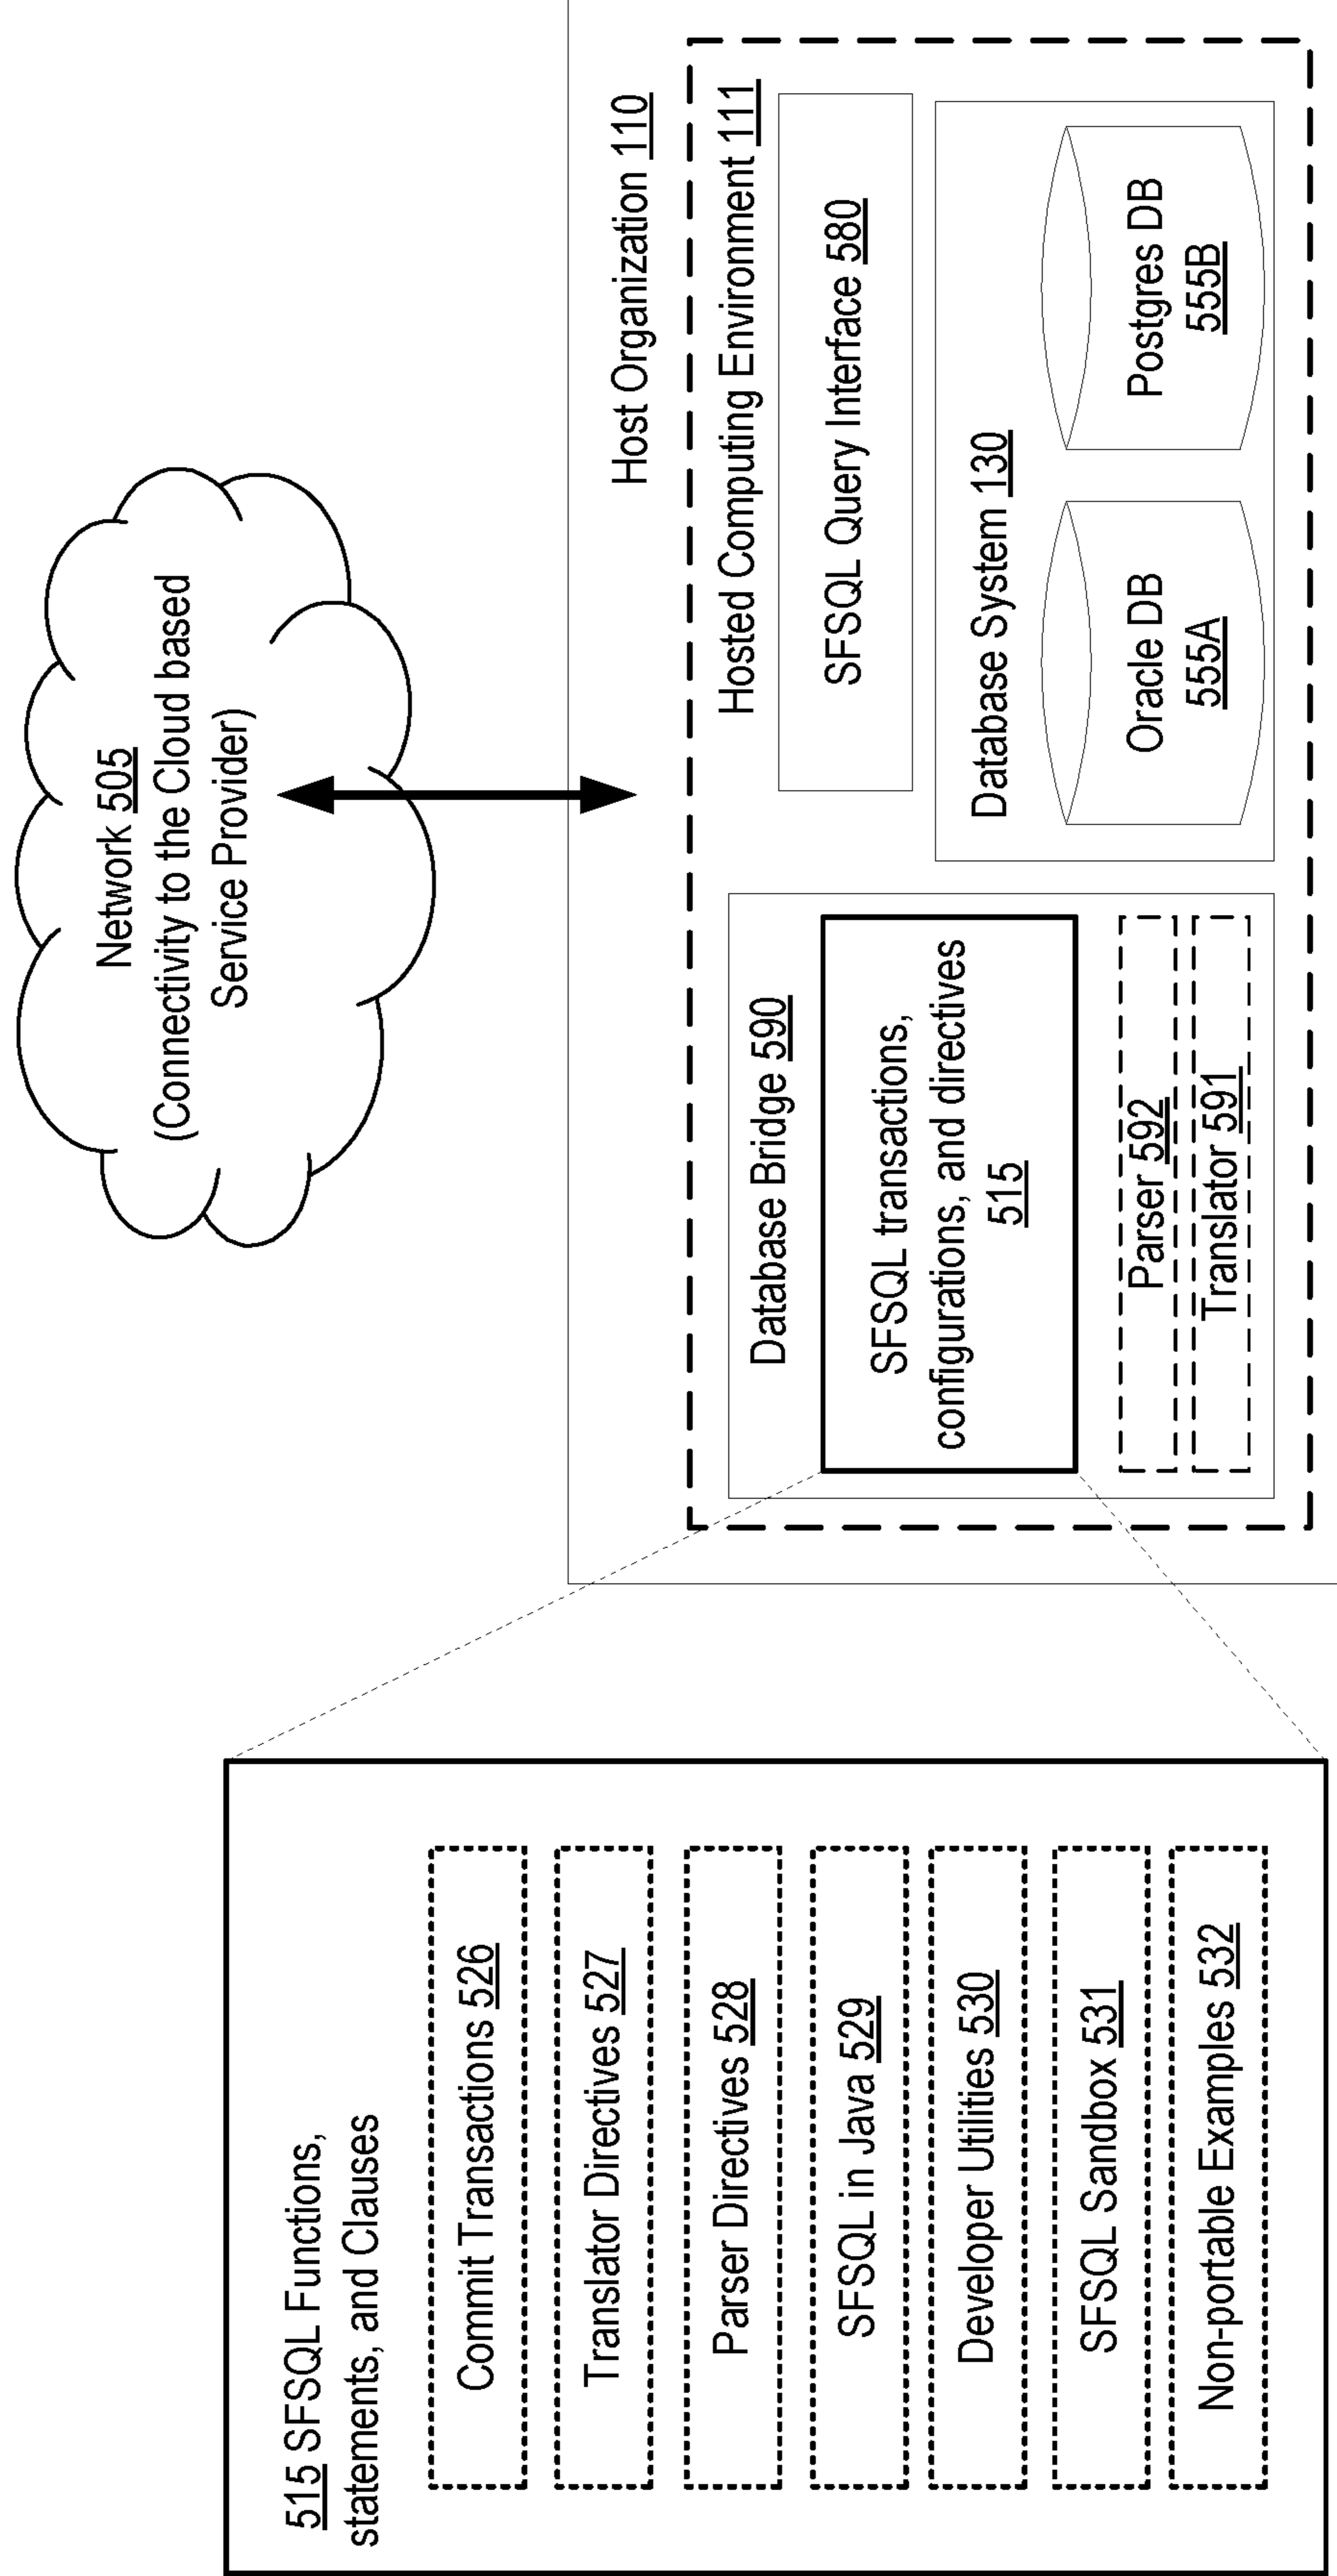 Network 505
(Connectivity to the Cloud based
Service Provider)
515 SFSQL Functions,
statements, and Clauses
Commit Transactions 526
Translator Directives 527
Parser Directives 528
SFSQL in Java 529
Developer Utilities 530
SFSQL Sandbox 531
Non-portable Examples 532
Host Organization 110
Hosted Computing Environment 111
Database Bridge 590
SFSQL transactions,
configurations, and directives
515
Parser 592
Translator 591
SFSQL Query Interface 580
Database System 130
Oracle DB
555A
Postgres DB
555B